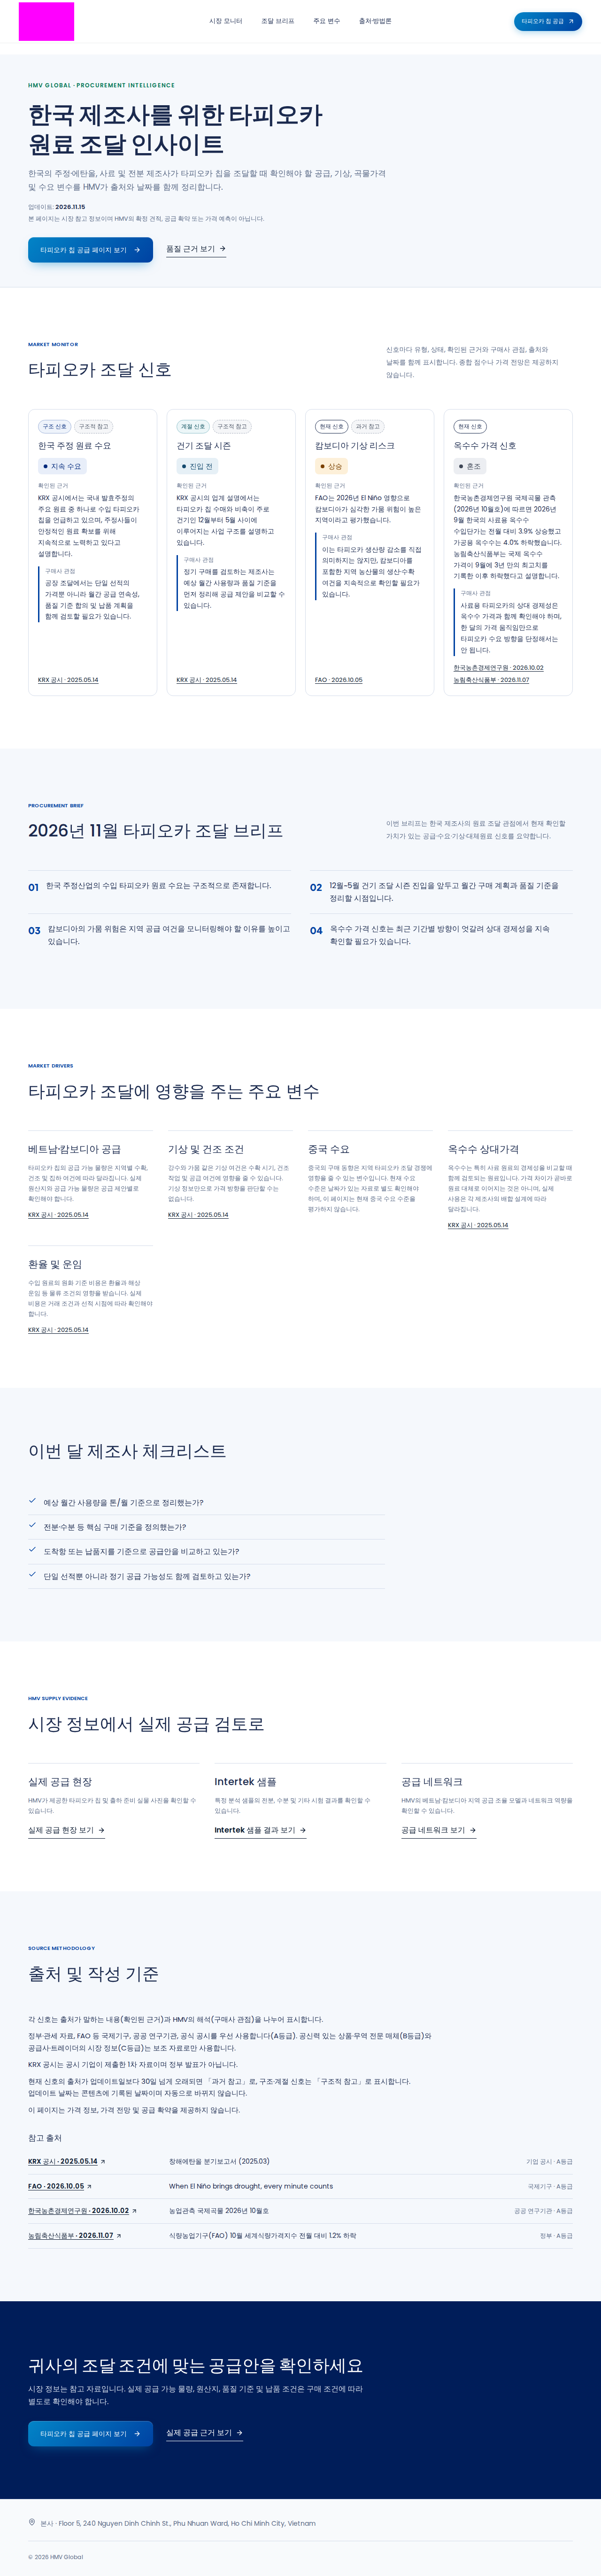 시장 모니터
조달 브리프
주요 변수
출처·방법론
타피오카 칩 공급
HMV GLOBAL · PROCUREMENT INTELLIGENCE
한국 제조사를 위한 타피오카
원료 조달 인사이트
한국의 주정·에탄올, 사료 및 전분 제조사가 타피오카 칩을 조달할 때 확인해야 할 공급, 기상, 곡물가격
및 수요 변수를 HMV가 출처와 날짜를 함께 정리합니다.
업데이트: 2026.11.15
본 페이지는 시장 참고 정보이며 HMV의 확정 견적, 공급 확약 또는 가격 예측이 아닙니다.
타피오카 칩 공급 페이지 보기
품질 근거 보기
MARKET MONITOR
타피오카 조달 신호
신호마다 유형, 상태, 확인된 근거와 구매사 관점, 출처와
날짜를 함께 표시합니다. 종합 점수나 가격 전망은 제공하지
않습니다.
구조 신호
구조적 참고
한국 주정 원료 수요
지속 수요
확인된 근거
KRX 공시에서는 국내 발효주정의
주요 원료 중 하나로 수입 타피오카
칩을 언급하고 있으며, 주정사들이
안정적인 원료 확보를 위해
지속적으로 노력하고 있다고
설명합니다.
구매사 관점
공장 조달에서는 단일 선적의
가격뿐 아니라 월간 공급 연속성,
품질 기준 합의 및 납품 계획을
함께 검토할 필요가 있습니다.
KRX 공시 · 2025.05.14
계절 신호
구조적 참고
건기 조달 시즌
진입 전
확인된 근거
KRX 공시의 업계 설명에서는
타피오카 칩 수매와 비축이 주로
건기인 12월부터 5월 사이에
이루어지는 사업 구조를 설명하고
있습니다.
구매사 관점
정기 구매를 검토하는 제조사는
예상 월간 사용량과 품질 기준을
먼저 정리해 공급 제안을 비교할 수
있습니다.
KRX 공시 · 2025.05.14
현재 신호
과거 참고
캄보디아 기상 리스크
상승
확인된 근거
FAO는 2026년 El Niño 영향으로
캄보디아가 심각한 가뭄 위험이 높은
지역이라고 평가했습니다.
구매사 관점
이는 타피오카 생산량 감소를 직접
의미하지는 않지만, 캄보디아를
포함한 지역 농산물의 생산·수확
여건을 지속적으로 확인할 필요가
있습니다.
FAO · 2026.10.05
현재 신호
옥수수 가격 신호
혼조
확인된 근거
한국농촌경제연구원 국제곡물 관측
(2026년 10월호)에 따르면 2026년
9월 한국의 사료용 옥수수
수입단가는 전월 대비 3.9% 상승했고
가공용 옥수수는 4.0% 하락했습니다.
농림축산식품부는 국제 옥수수
가격이 9월에 3년 만의 최고치를
기록한 이후 하락했다고 설명합니다.
구매사 관점
사료용 타피오카의 상대 경제성은
옥수수 가격과 함께 확인해야 하며,
한 달의 가격 움직임만으로
타피오카 수요 방향을 단정해서는
안 됩니다.
한국농촌경제연구원 · 2026.10.02
농림축산식품부 · 2026.11.07
PROCUREMENT BRIEF
2026년 11월 타피오카 조달 브리프
이번 브리프는 한국 제조사의 원료 조달 관점에서 현재 확인할
가치가 있는 공급·수요·기상·대체원료 신호를 요약합니다.
01 한국 주정산업의 수입 타피오카 원료 수요는 구조적으로 존재합니다.
02 12월~5월 건기 조달 시즌 진입을 앞두고 월간 구매 계획과 품질 기준을
정리할 시점입니다.
03 캄보디아의 가뭄 위험은 지역 공급 여건을 모니터링해야 할 이유를 높이고
있습니다.
04 옥수수 가격 신호는 최근 기간별 방향이 엇갈려 상대 경제성을 지속
확인할 필요가 있습니다.
MARKET DRIVERS
타피오카 조달에 영향을 주는 주요 변수
베트남·캄보디아 공급
타피오카 칩의 공급 가능 물량은 지역별 수확,
건조 및 집하 여건에 따라 달라집니다. 실제
원산지와 공급 가능 물량은 공급 제안별로
확인해야 합니다.
KRX 공시 · 2025.05.14
기상 및 건조 조건
강수와 가뭄 같은 기상 여건은 수확 시기, 건조
작업 및 공급 여건에 영향을 줄 수 있습니다.
기상 정보만으로 가격 방향을 판단할 수는
없습니다.
KRX 공시 · 2025.05.14
중국 수요
중국의 구매 동향은 지역 타피오카 조달 경쟁에
영향을 줄 수 있는 변수입니다. 현재 수요
수준은 날짜가 있는 자료로 별도 확인해야
하며, 이 페이지는 현재 중국 수요 수준을
평가하지 않습니다.
옥수수 상대가격
옥수수는 특히 사료 원료의 경제성을 비교할 때
함께 검토되는 원료입니다. 가격 차이가 곧바로
원료 대체로 이어지는 것은 아니며, 실제
사용은 각 제조사의 배합 설계에 따라
달라집니다.
KRX 공시 · 2025.05.14
환율 및 운임
수입 원료의 원화 기준 비용은 환율과 해상
운임 등 물류 조건의 영향을 받습니다. 실제
비용은 거래 조건과 선적 시점에 따라 확인해야
합니다.
KRX 공시 · 2025.05.14
이번 달 제조사 체크리스트
예상 월간 사용량을 톤/월 기준으로 정리했는가?
전분·수분 등 핵심 구매 기준을 정의했는가?
도착항 또는 납품지를 기준으로 공급안을 비교하고 있는가?
단일 선적뿐 아니라 정기 공급 가능성도 함께 검토하고 있는가?
HMV SUPPLY EVIDENCE
시장 정보에서 실제 공급 검토로
실제 공급 현장
HMV가 제공한 타피오카 칩 및 출하 준비 실물 사진을 확인할 수
있습니다.
실제 공급 현장 보기
Intertek 샘플
특정 분석 샘플의 전분, 수분 및 기타 시험 결과를 확인할 수
있습니다.
Intertek 샘플 결과 보기
공급 네트워크
HMV의 베트남·캄보디아 지역 공급 조율 모델과 네트워크 역량을
확인할 수 있습니다.
공급 네트워크 보기
SOURCE METHODOLOGY
출처 및 작성 기준
각 신호는 출처가 말하는 내용(확인된 근거)과 HMV의 해석(구매사 관점)을 나누어 표시합니다.
정부·관세 자료, FAO 등 국제기구, 공공 연구기관, 공식 공시를 우선 사용합니다(A등급). 공신력 있는 상품·무역 전문 매체(B등급)와
공급사·트레이더의 시장 정보(C등급)는 보조 자료로만 사용합니다.
KRX 공시는 공시 기업이 제출한 1차 자료이며 정부 발표가 아닙니다.
현재 신호의 출처가 업데이트일보다 30일 넘게 오래되면 「과거 참고」로, 구조·계절 신호는 「구조적 참고」로 표시합니다.
업데이트 날짜는 콘텐츠에 기록된 날짜이며 자동으로 바뀌지 않습니다.
이 페이지는 가격 정보, 가격 전망 및 공급 확약을 제공하지 않습니다.
참고 출처
KRX 공시 · 2025.05.14
창해에탄올 분기보고서 (2025.03)
기업 공시 · A등급
FAO · 2026.10.05
When El Niño brings drought, every minute counts
국제기구 · A등급
한국농촌경제연구원 · 2026.10.02
농업관측 국제곡물 2026년 10월호
공공 연구기관 · A등급
농림축산식품부 · 2026.11.07
식량농업기구(FAO) 10월 세계식량가격지수 전월 대비 1.2% 하락
정부 · A등급
귀사의 조달 조건에 맞는 공급안을 확인하세요
시장 정보는 참고 자료입니다. 실제 공급 가능 물량, 원산지, 품질 기준 및 납품 조건은 구매 조건에 따라
별도로 확인해야 합니다.
타피오카 칩 공급 페이지 보기
실제 공급 근거 보기
본사 · Floor 5, 240 Nguyen Dinh Chinh St., Phu Nhuan Ward, Ho Chi Minh City, Vietnam
© 2026 HMV Global